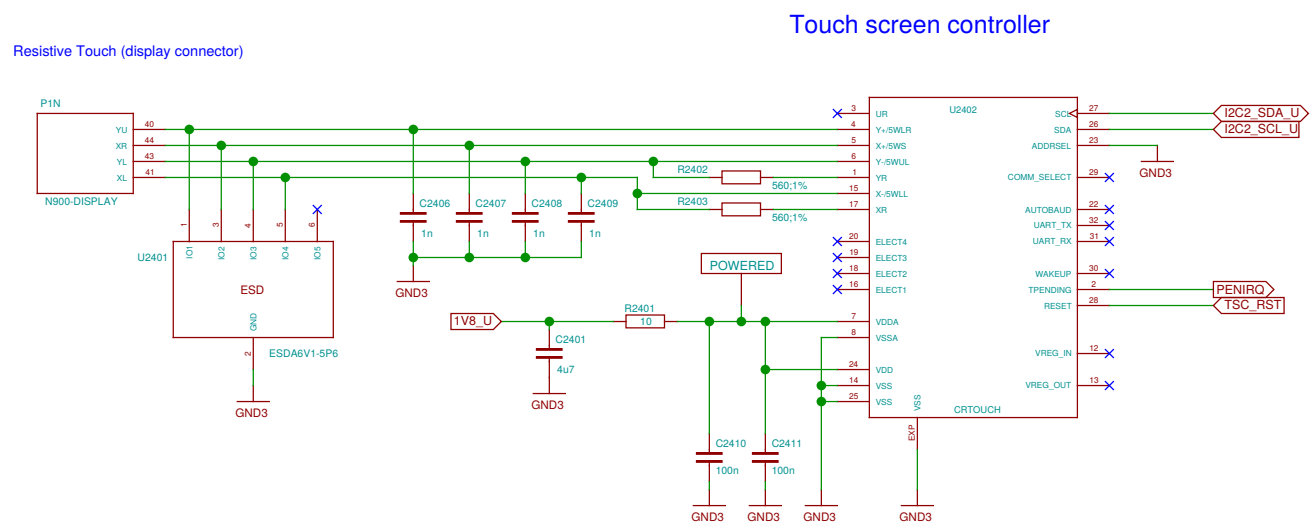 Touch screen controller
Resistive Touch (display connector)
P1N
YU 40
XR 44
YL 43
XL 41
N900-DISPLAY
U2401
1 IO1
3 IO2
4 IO3
5 IO4
6 IO5
ESD
GND
2
ESDA6V1-5P6
GND3
C2406
1n
C2407
1n
C2408
1n
C2409
1n
GND3
R2402
560;1%
R2403
560;1%
POWERED
1V8_U
R2401
10
C2401
4u7
GND3
C2410
100n
GND3
C2411
100n
GND3
GND3
U2402
3 UR
4 Y+/5WLR
5 X+/5WS
6 Y-/5WUL
1 YR
15 X-/5WLL
17 XR
20 ELECT4
19 ELECT3
18 ELECT2
16 ELECT1
7 VDDA
8 VSSA
24 VDD
14 VSS
25 VSS
VSS
EXP
CRTOUCH
GND3
SCL 27
SDA 26
ADDRSEL 23
COMM_SELECT 29
AUTOBAUD 22
UART_TX 32
UART_RX 31
WAKEUP 30
TPENDING 2
RESET 28
VREG_IN 12
VREG_OUT 13
I2C2_SDA_U
I2C2_SCL_U
GND3
PENIRQ
TSC_RST